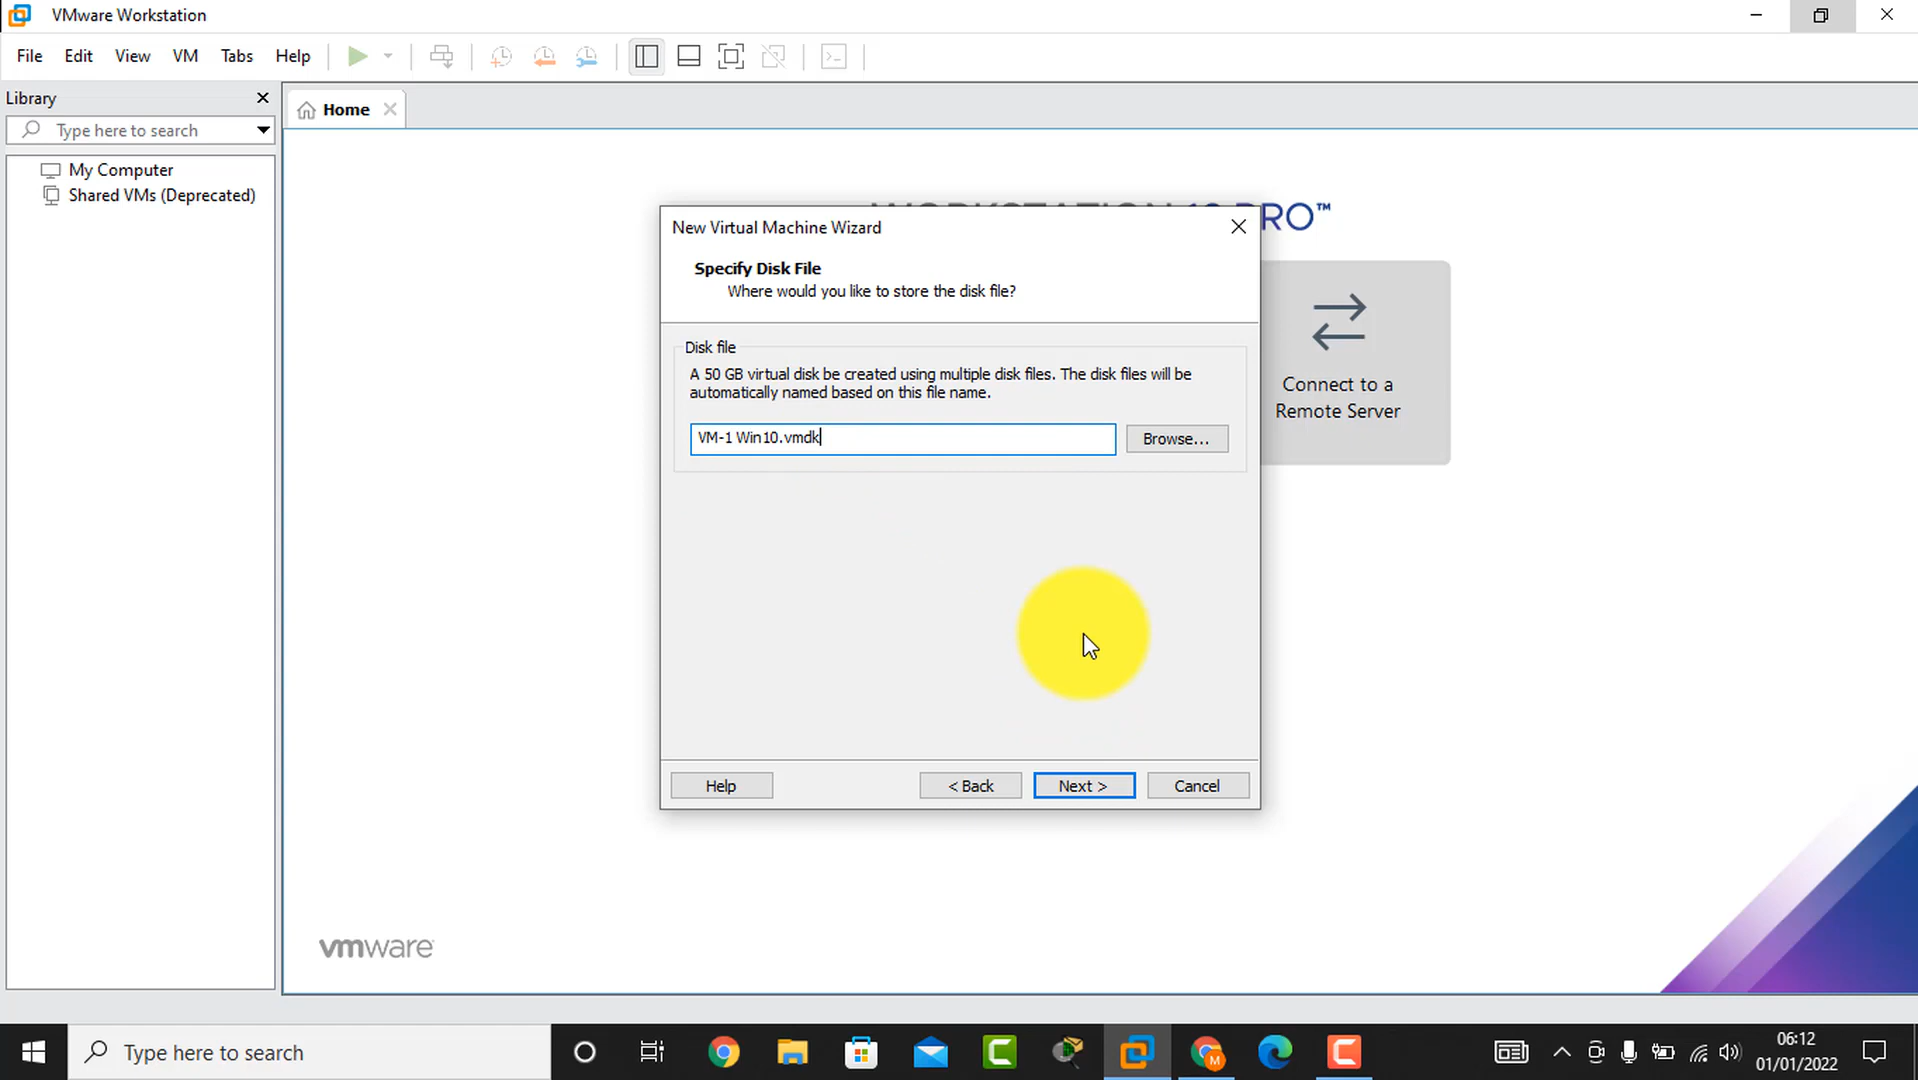 VMware Workstation
File Edit View VM Tabs Help
Library
Home
Type here to search
My Computer
Shared VMs (Deprecated)
PRO™
New Virtual Machine Wizard
Specify Disk File
Where would you like to store the disk file?
Disk file
A 50 GB virtual disk be created using multiple disk files. The disk files will be
automatically named based on this file name.
VM-1 Win10.vmdk
Browse...
Connect to a
Remote Server
Help
< Back
Next >
Cancel
vmware
Type here to search
M
06:12
01/01/2022